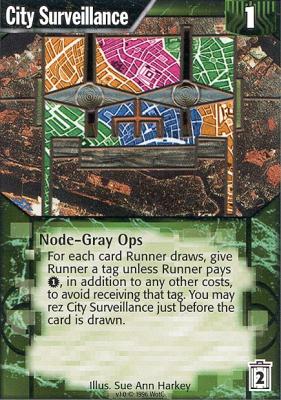 City Surveillance
1
Node-Gray Ops
For each card Runner draws, give
Runner a tag unless Runner pays
1, in addition to any other costs,
to avoid receiving that tag. You may
rez City Surveillance just before the
card is drawn.
Illus. Sue Ann Harkey
v1.0 © 1996 WotC
2